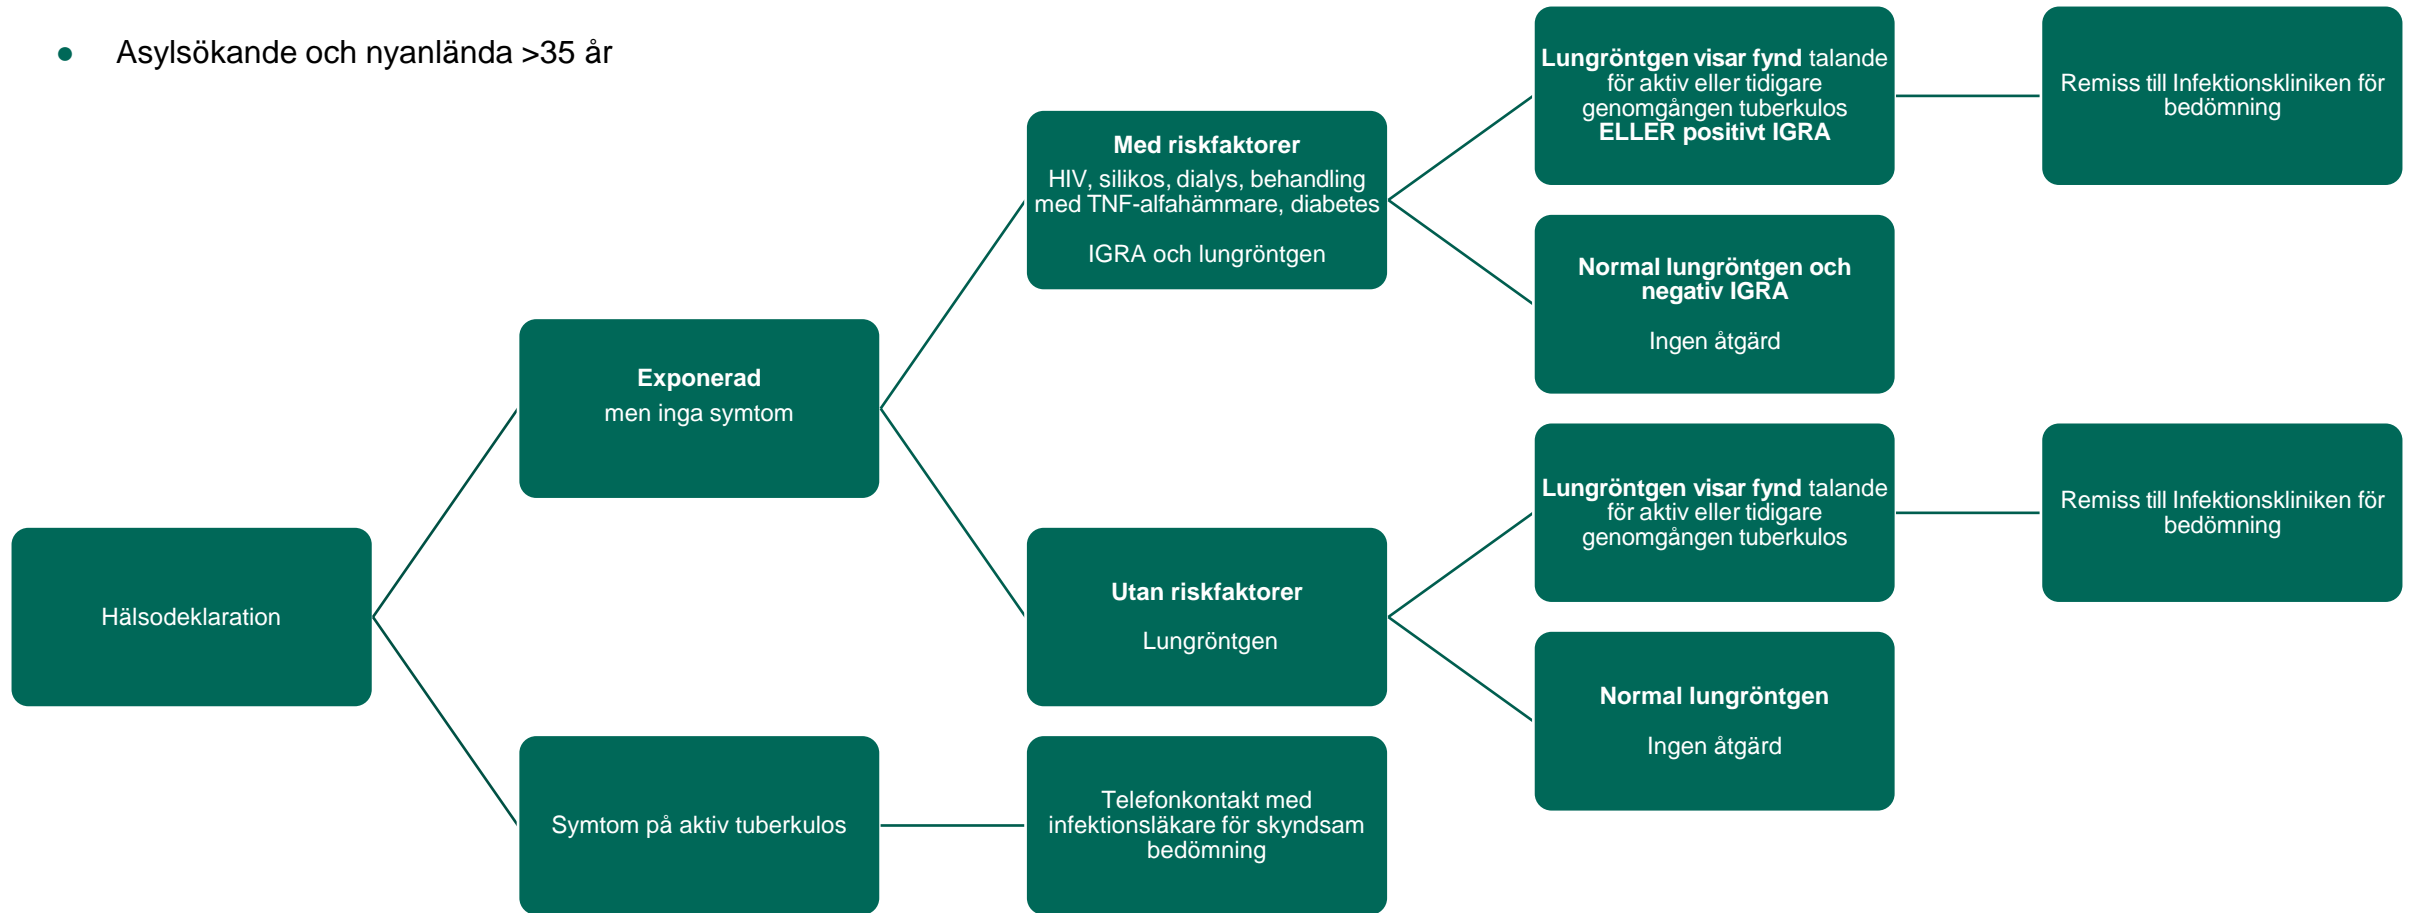 Asylsökande och nyanlända >35 år
Hälsodeklaration
Exponerad
men inga symtom
Symtom på aktiv tuberkulos
Med riskfaktorer
HIV, silikos, dialys, behandling
med TNF-alfahämmare, diabetes
IGRA och lungröntgen
Utan riskfaktorer
Lungröntgen
Telefonkontakt med
infektionsläkare för skyndsam
bedömning
Lungröntgen visar fynd talande
för aktiv eller tidigare
genomgången tuberkulos
ELLER positivt IGRA
Normal lungröntgen och
negativ IGRA
Ingen åtgärd
Lungröntgen visar fynd talande
för aktiv eller tidigare
genomgången tuberkulos
Normal lungröntgen
Ingen åtgärd
Remiss till Infektionskliniken för
bedömning
Remiss till Infektionskliniken för
bedömning